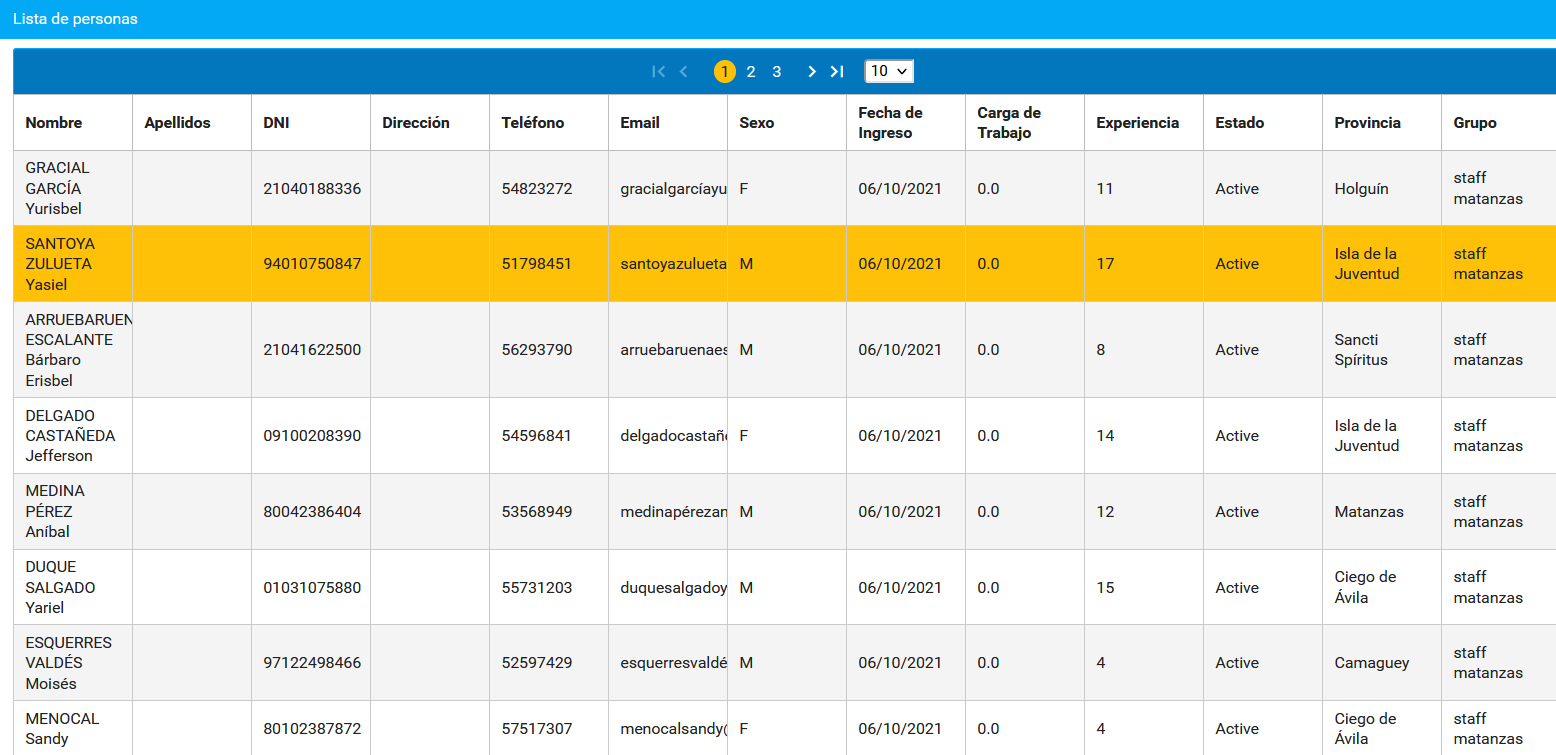 Lista de personas
1 2 3 10
Nombre Apellidos DNI Dirección Teléfono Email Sexo Fecha de Ingreso Carga de Trabajo Experiencia Estado Provincia Grupo
GRACIAL GARCÍA Yurisbel 21040188336 54823272 gracialgarcíayu F 06/10/2021 0.0 11 Active Holguín staff matanzas
SANTOYA ZULUETA Yasiel 94010750847 51798451 santoyazulueta M 06/10/2021 0.0 17 Active Isla de la Juventud staff matanzas
ARRUEBARUEN ESCALANTE Bárbaro Erisbel 21041622500 56293790 arruebaruenaes M 06/10/2021 0.0 8 Active Sancti Spíritus staff matanzas
DELGADO CASTAÑEDA Jefferson 09100208390 54596841 delgadocastañe F 06/10/2021 0.0 14 Active Isla de la Juventud staff matanzas
MEDINA PÉREZ Aníbal 80042386404 53568949 medinapérezan M 06/10/2021 0.0 12 Active Matanzas staff matanzas
DUQUE SALGADO Yariel 01031075880 55731203 duquesalgadoy M 06/10/2021 0.0 15 Active Ciego de Ávila staff matanzas
ESQUERRES VALDÉS Moisés 97122498466 52597429 esquerresvaldé M 06/10/2021 0.0 4 Active Camaguey staff matanzas
MENOCAL Sandy 80102387872 57517307 menocalsandy@ F 06/10/2021 0.0 4 Active Ciego de Ávila staff matanzas